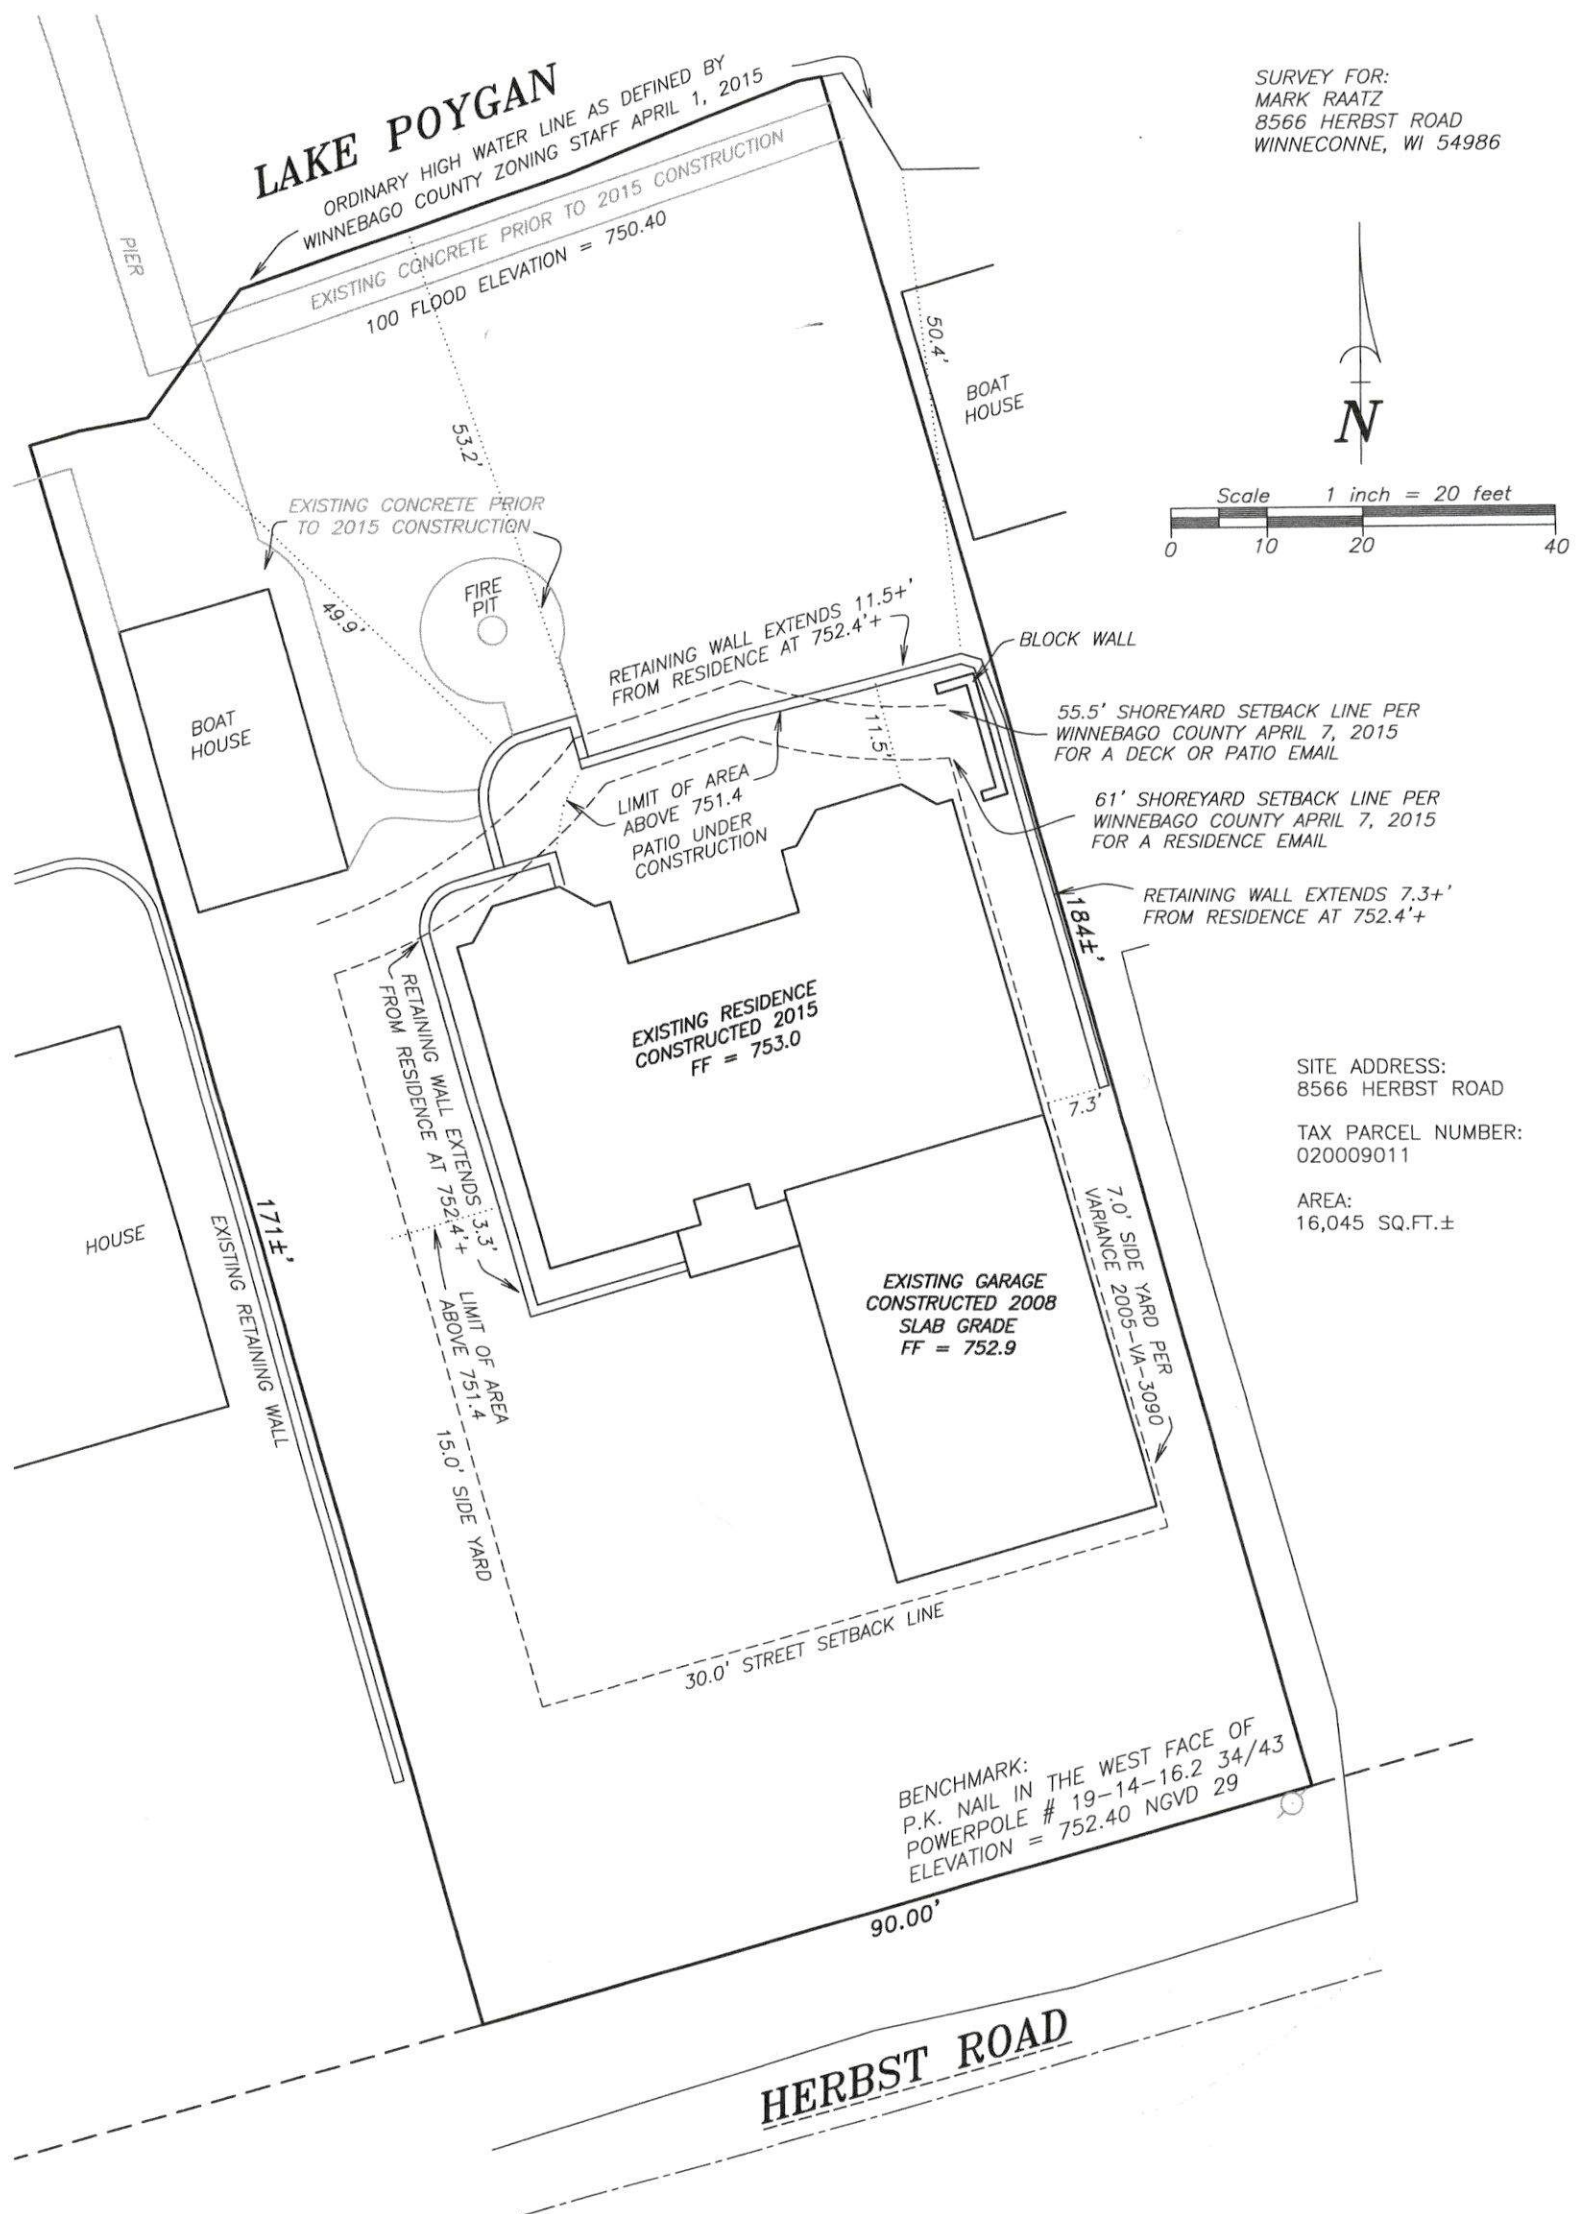 LAKE POYGAN
ORDINARY HIGH WATER LINE AS DEFINED BY
WINNEBAGO COUNTY ZONING STAFF APRIL 1, 2015
SURVEY FOR:
MARK RAATZ
8566 HERBST ROAD
WINNECONNE, WI 54986
EXISTING CONCRETE PRIOR TO 2015 CONSTRUCTION
100 FLOOD ELEVATION = 750.40
PIER
50.4'
BOAT
HOUSE
N
Scale 1 inch = 20 feet
0 10 20 40
53.2'
EXISTING CONCRETE PRIOR
TO 2015 CONSTRUCTION
FIRE
PIT
49.9'
RETAINING WALL EXTENDS 11.5+'
FROM RESIDENCE AT 752.4'+
BLOCK WALL
BOAT
HOUSE
11.5'
55.5' SHOREYARD SETBACK LINE PER
WINNEBAGO COUNTY APRIL 7, 2015
FOR A DECK OR PATIO EMAIL
LIMIT OF AREA
ABOVE 751.4
PATIO UNDER
CONSTRUCTION
61' SHOREYARD SETBACK LINE PER
WINNEBAGO COUNTY APRIL 7, 2015
FOR A RESIDENCE EMAIL
RETAINING WALL EXTENDS 7.3+'
FROM RESIDENCE AT 752.4'+
184±'
RETAINING WALL EXTENDS 3.3'
FROM RESIDENCE AT 752.4'+
EXISTING RESIDENCE
CONSTRUCTED 2015
FF = 753.0
7.3'
SITE ADDRESS:
8566 HERBST ROAD
TAX PARCEL NUMBER:
020009011
AREA:
16,045 SQ.FT.±
HOUSE
171±'
EXISTING RETAINING WALL
LIMIT OF AREA
ABOVE 751.4
15.0' SIDE YARD
EXISTING GARAGE
CONSTRUCTED 2008
SLAB GRADE
FF = 752.9
7.0' SIDE YARD PER
VARIANCE 2005-VA-3090
30.0' STREET SETBACK LINE
BENCHMARK:
P.K. NAIL IN THE WEST FACE OF
POWERPOLE # 19-14-16.2 34/43
ELEVATION = 752.40 NGVD 29
90.00'
HERBST ROAD